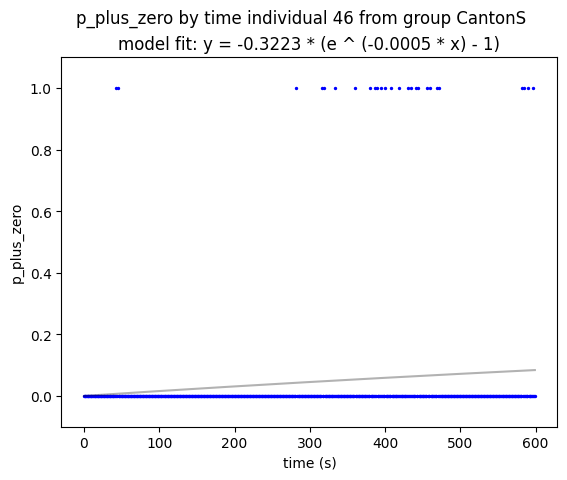 p_plus_zero by time individual 46 from group CantonS
model fit: y = -0.3223 * (e ^ (-0.0005 * x) - 1)
1.0
0.8
0.6
0.4
0.2
0.0
p_plus_zero
0 100 200 300 400 500 600
time (s)